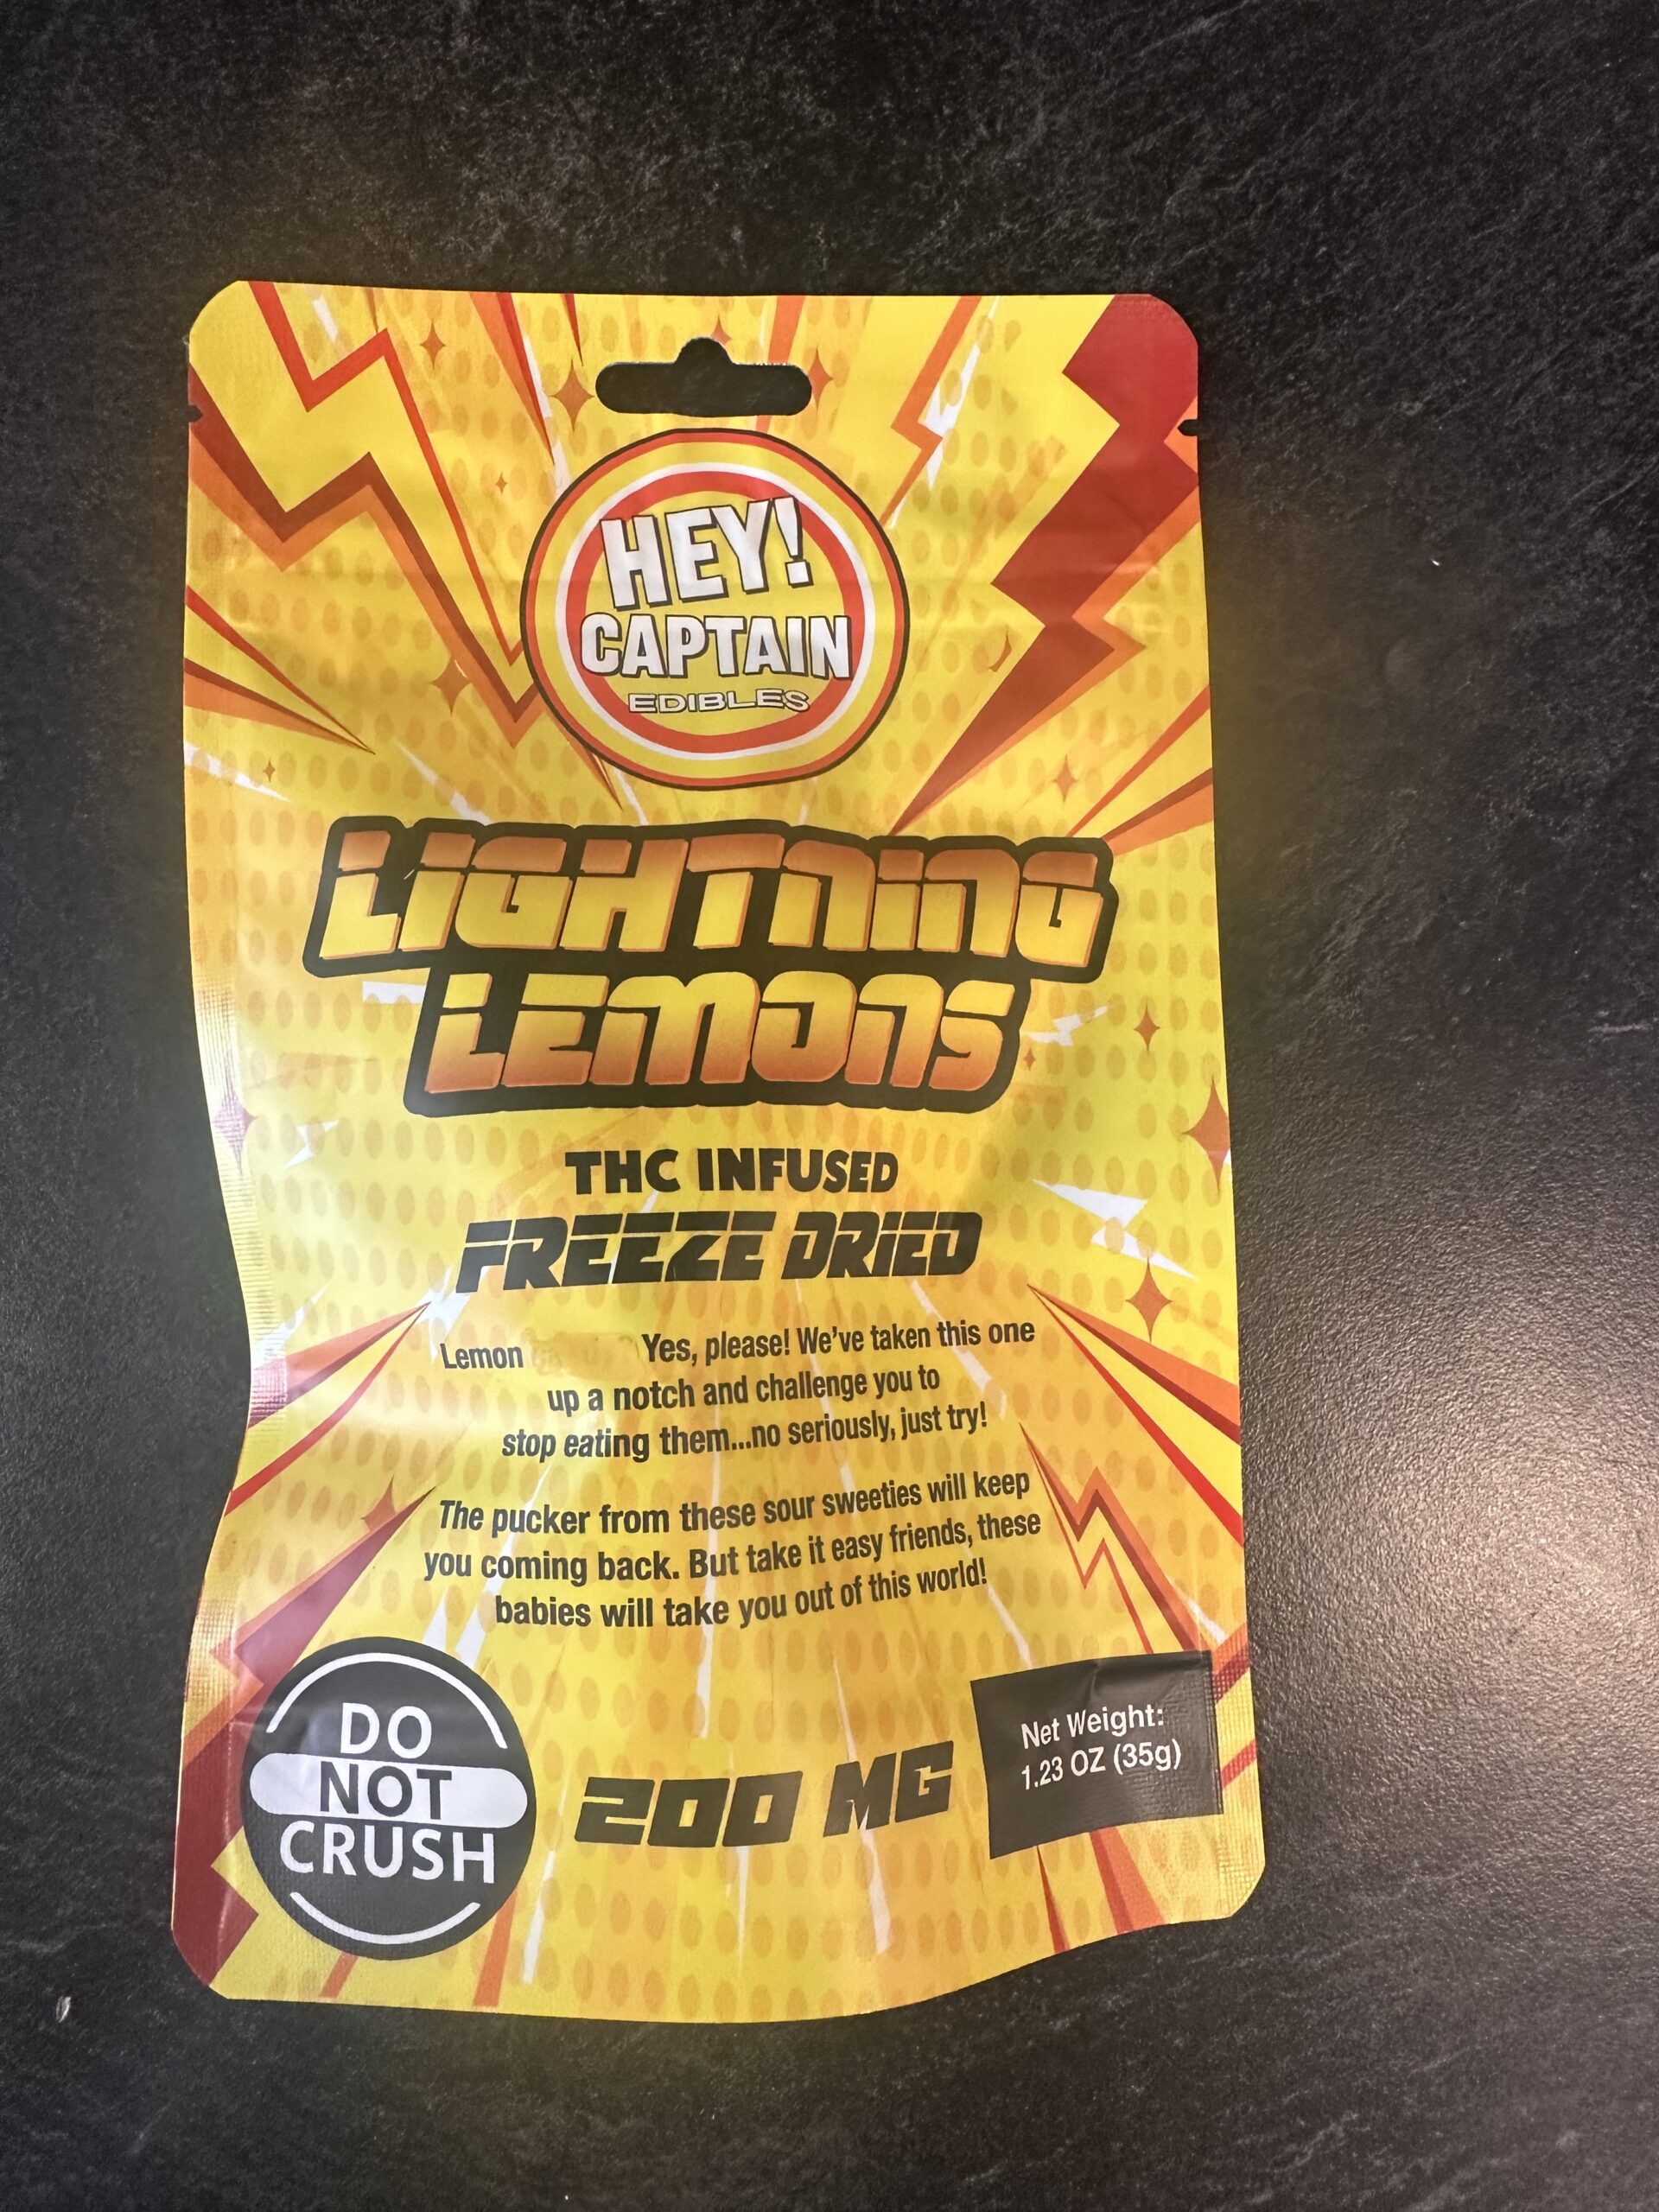 HEY!
CAPTAIN
EDIBLES
LIGHTNING
LEMONS
THC INFUSED
FREEZE DRIED
Lemon Yes, please! We've taken this one
up a notch and challenge you to
stop eating them...no seriously, just try!
The pucker from these sour sweeties will keep
you coming back. But take it easy friends, these
babies will take you out of this world!
DO
NOT
CRUSH
200 MG
Net Weight:
1.23 OZ (35g)